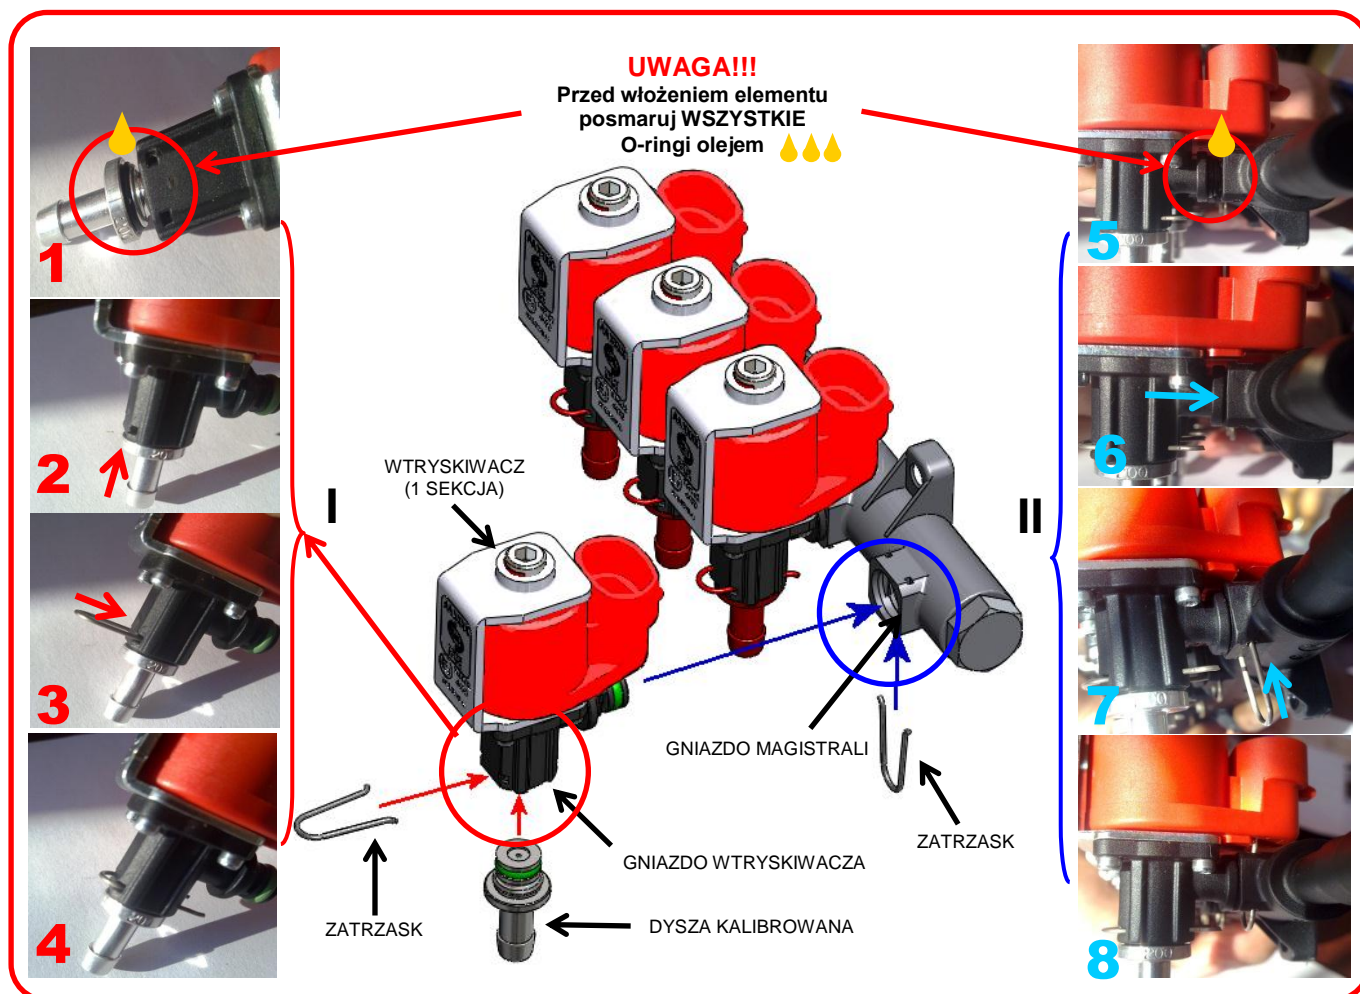 UWAGA!!!
Przed włożeniem elementu
posmaruj WSZYSTKIE
O-ringi olejem
1
2
3
4
I
WTRYSKIWACZ
(1 SEKCJA)
GNIAZDO MAGISTRALI
ZATRZASK
GNIAZDO WTRYSKIWACZA
DYSZA KALIBROWANA
ZATRZASK
II
5
6
7
8